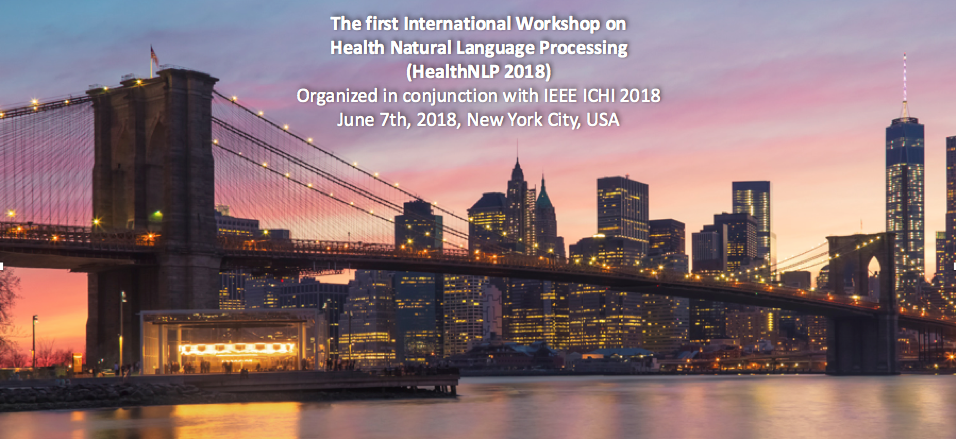 The first International Workshop on
Health Natural Language Processing
(HealthNLP 2018)
Organized in conjunction with IEEE ICHI 2018
June 7th, 2018, New York City, USA